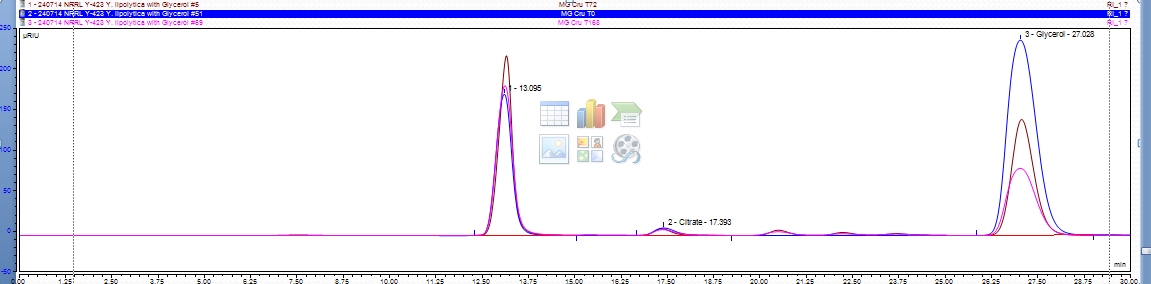 1 - 240714 NRRL Y-423 Y. lipolytica with Glycerol #5 MG Cru T72
2 - 240714 NRRL Y-423 Y. lipolytica with Glycerol #51 MG Cru T0
3 - 240714 NRRL Y-423 Y. lipolytica with Glycerol #69 MG Cru T168
250 µRIU
3 - Glycerol - 27.028
200
1 - 13.095
150
100
50
2 - Citrate - 17.393
0
min
-50
0.00 1.25 2.50 3.75 5.00 6.25 7.50 8.75 10.00 11.25 12.50 13.75 15.00 16.25 17.50 18.75 20.00 21.25 22.50 23.75 25.00 26.25 27.50 28.75 30.00